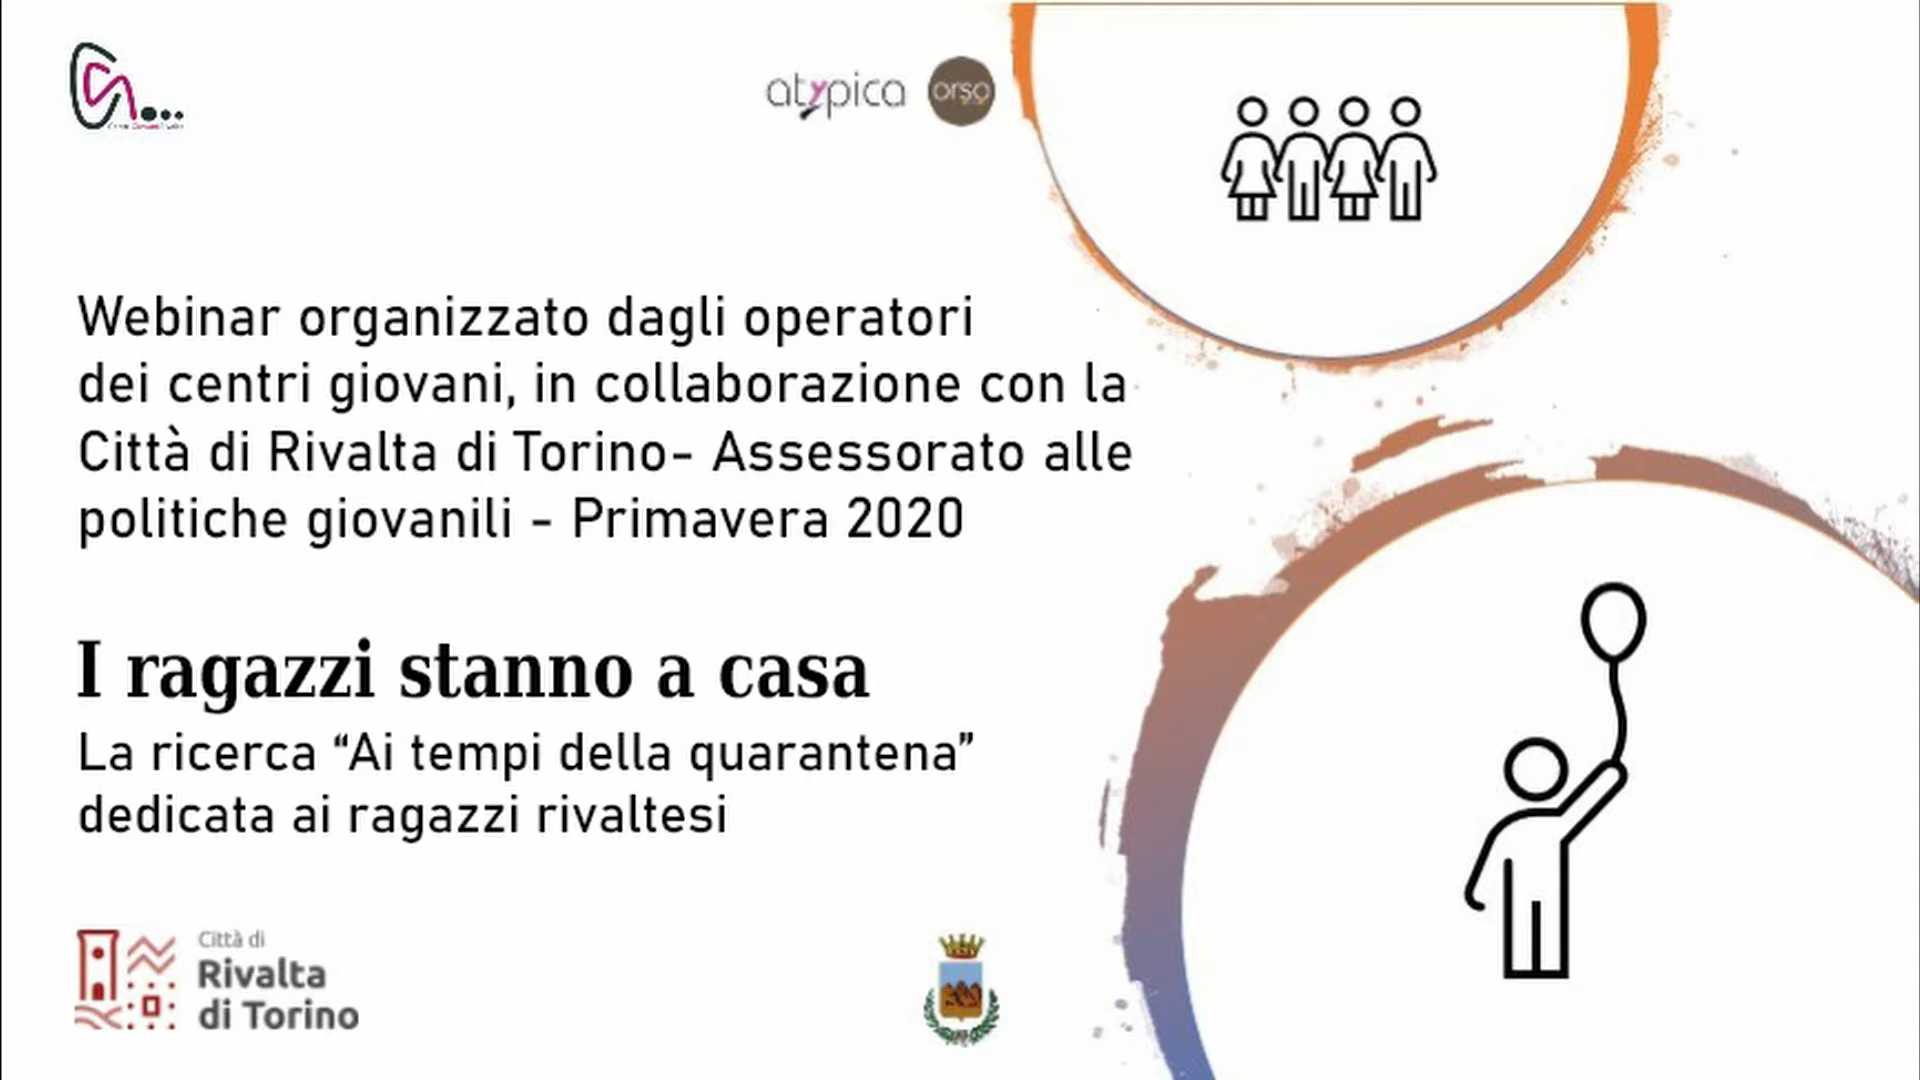 atypica
orso
Webinar organizzato dagli operatori
dei centri giovani, in collaborazione con la
Città di Rivalta di Torino- Assessorato alle
politiche giovanili - Primavera 2020
I ragazzi stanno a casa
La ricerca “Ai tempi della quarantena”
dedicata ai ragazzi rivaltesi
Città di
Rivalta
di Torino